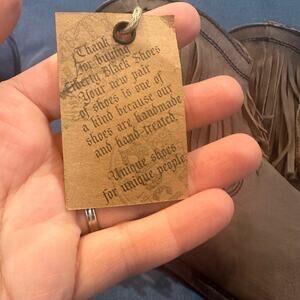 Thank You
for buying
Liberty Black Shoes
Your new pair
of shoes is one of
a kind because our
shoes are handmade
and hand-treated.
Unique shoes
for unique people.